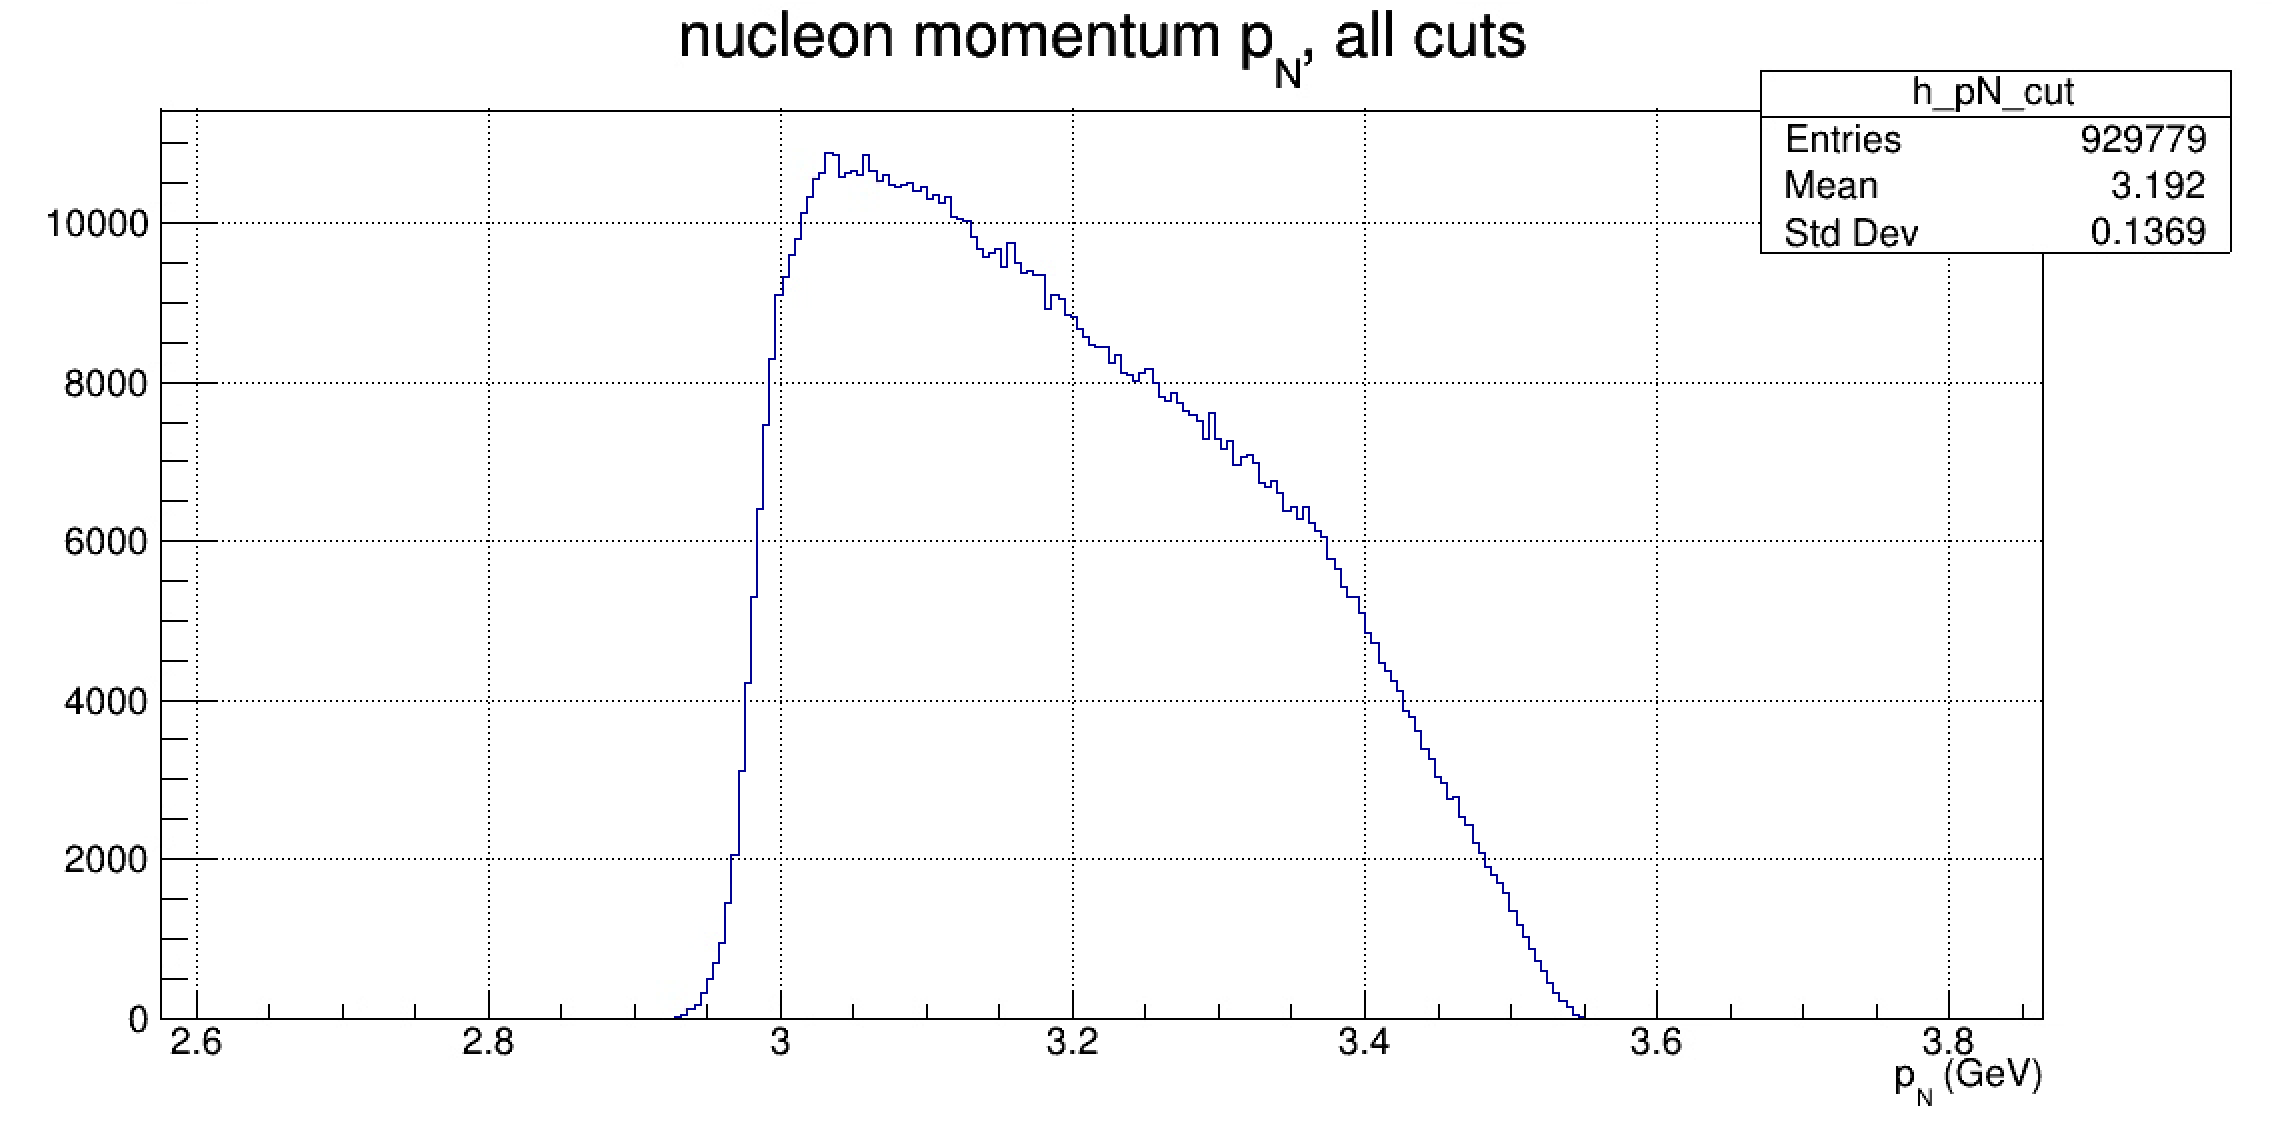 nucleon momentum p_N, all cuts
h_pN_cut
Entries 929779
Mean 3.192
Std Dev 0.1369
10000
8000
6000
4000
2000
0
2.6 2.8 3 3.2 3.4 3.6 3.8
p_N (GeV)